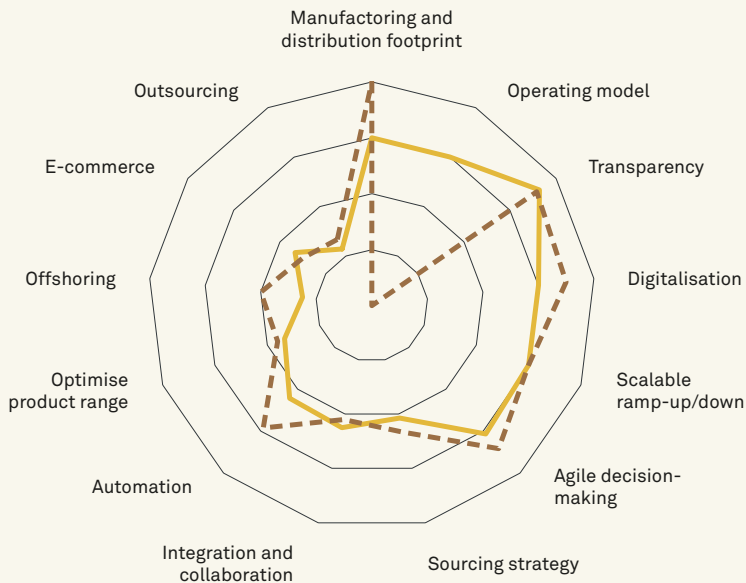 Manufactoring and
distribution footprint
Operating model
Transparency
Digitalisation
Scalable
ramp-up/down
Agile decision-
making
Sourcing strategy
Integration and
collaboration
Automation
Optimise
product range
Offshoring
E-commerce
Outsourcing